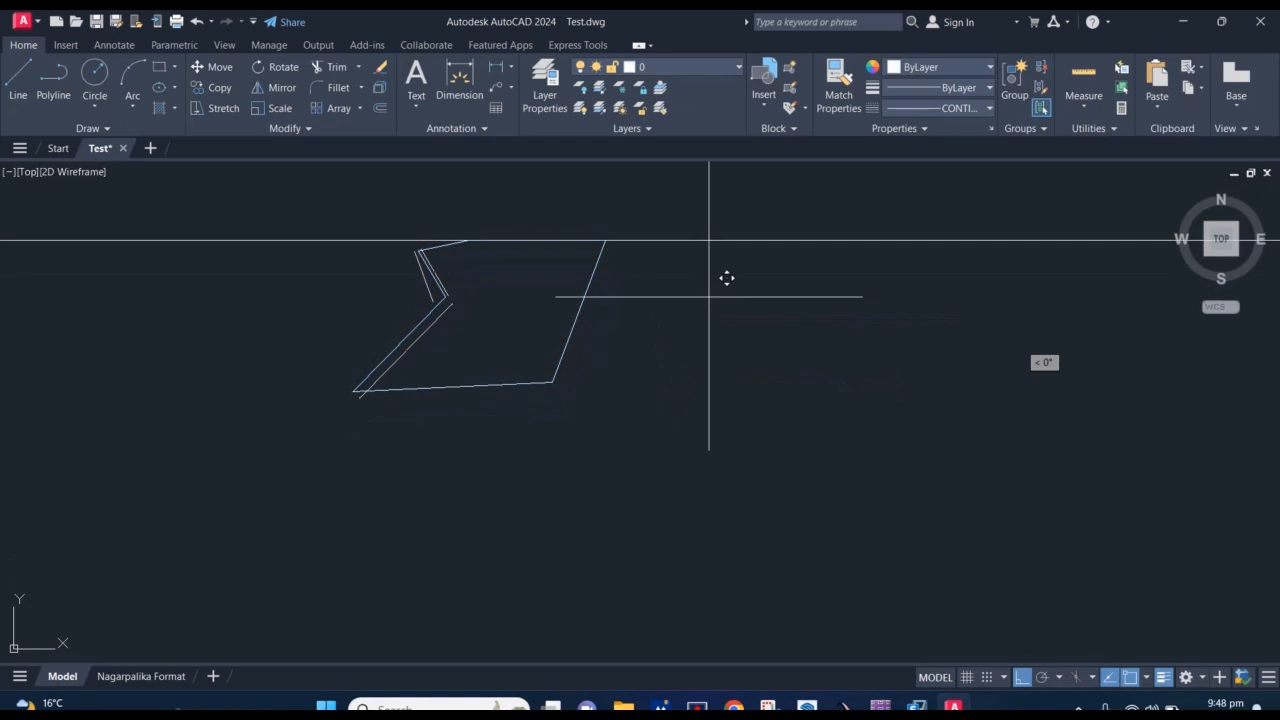 A Share Autodesk AutoCAD 2024 Test.dwg Type a keyword or phrase Sign In
Home Insert Annotate Parametric View Manage Output Add-ins Collaborate Featured Apps Express Tools
Move Rotate Trim 0 ByLayer
Copy Mirror Fillet ByLayer
Line Polyline Circle Arc Text Dimension Layer Properties Insert Match Properties Group Measure Paste Base
Stretch Scale Array CONTI...
Draw Modify Annotation Layers Block Properties Groups Utilities Clipboard View
Start Test*
[−][Top][2D Wireframe]
N
W TOP E
S
WCS
< 0°
Y
X
Model Nagarpalika Format MODEL
16°C Search 9:48 pm